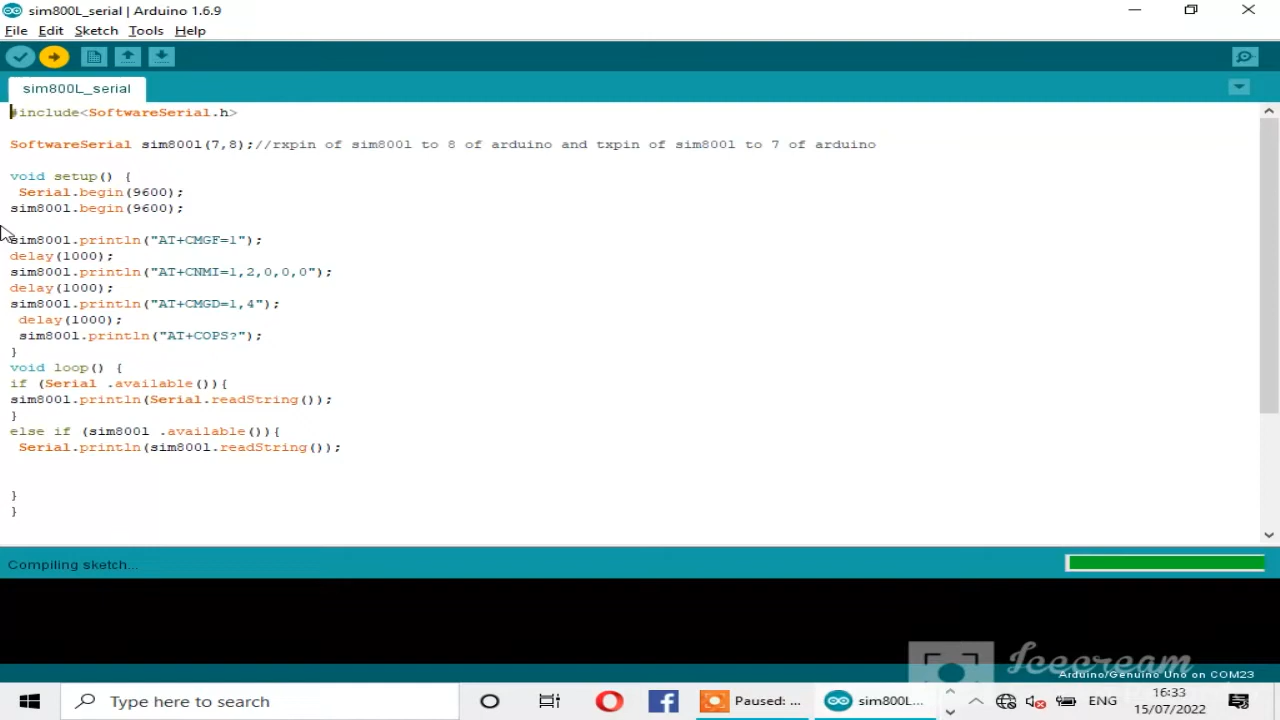 sim800L_serial | Arduino 1.6.9
File Edit Sketch Tools Help
sim800L_serial
#include<SoftwareSerial.h>
SoftwareSerial sim800l(7,8);//rxpin of sim800l to 8 of arduino and txpin of sim800l to 7 of arduino
void setup() {
Serial.begin(9600);
sim800l.begin(9600);
sim800l.println("AT+CMGF=1");
delay(1000);
sim800l.println("AT+CNMI=1,2,0,0,0");
delay(1000);
sim800l.println("AT+CMGD=1,4");
delay(1000);
sim800l.println("AT+COPS?");
}
void loop() {
if (Serial .available()){
sim800l.println(Serial.readString());
}
else if (sim800l .available()){
Serial.println(sim800l.readString());
}
}
Compiling sketch...
Icecream
Arduino/Genuino Uno on COM23
Type here to search
Paused: ...
sim800L...
ENG
16:33
15/07/2022